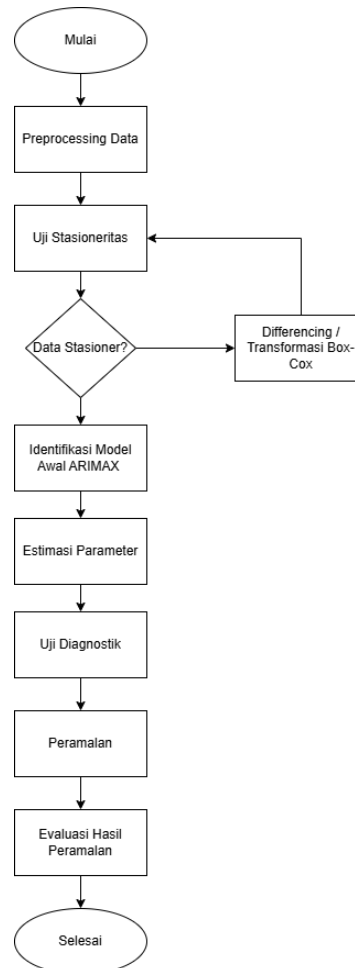 Mulai
Preprocessing Data
Uji Stasioneritas
Data Stasioner?
Differencing /
Transformasi Box-
Cox
Identifikasi Model
Awal ARIMAX
Estimasi Parameter
Uji Diagnostik
Peramalan
Evaluasi Hasil
Peramalan
Selesai